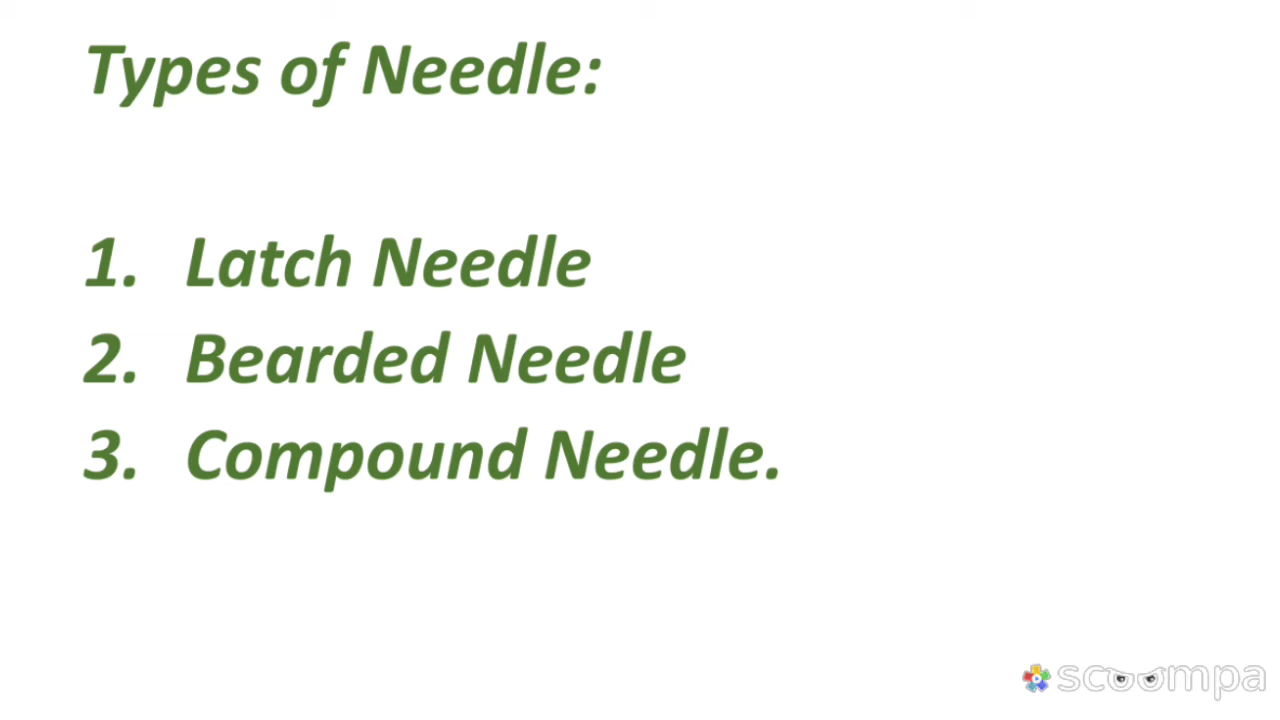 Types of Needle:
1. Latch Needle
2. Bearded Needle
3. Compound Needle.
scoompa